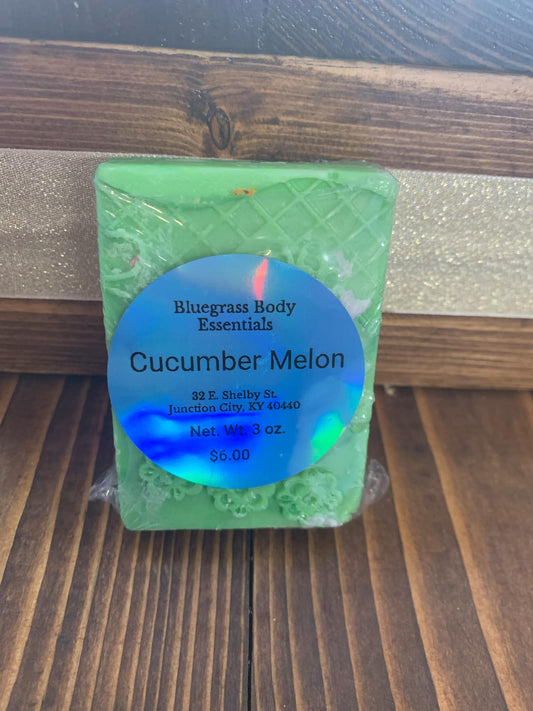 Bluegrass Body
Essentials
Cucumber Melon
32 E. Shelby St.
Junction City, KY 40440
Net. Wt. 3 oz.
$6.00